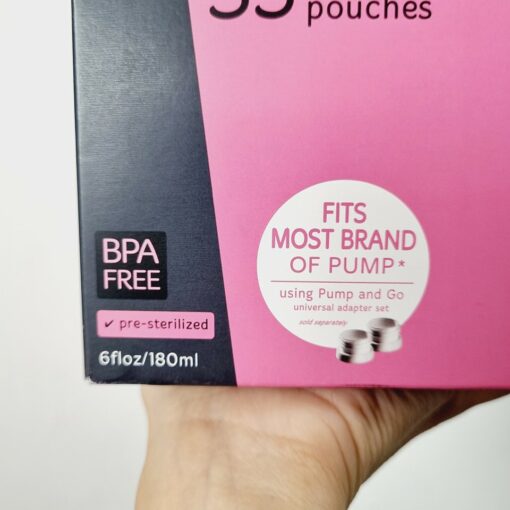 pouches
FITS
MOST BRAND
OF PUMP*
using Pump and Go
universal adapter set
sold separately
BPA
FREE
✓ pre-sterilized
6floz/180ml